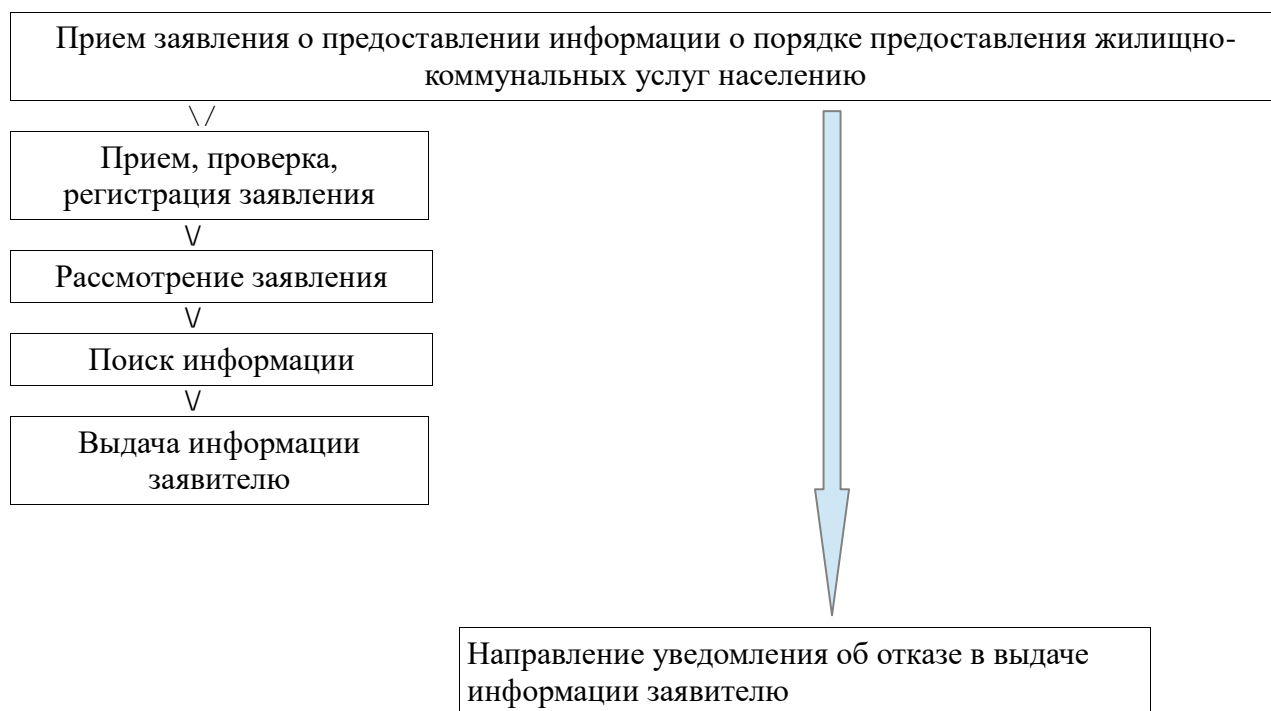 Прием заявления о предоставлении информации о порядке предоставления жилищно-
коммунальных услуг населению
\/
Прием, проверка,
регистрация заявления
\/
Рассмотрение заявления
\/
Поиск информации
\/
Выдача информации
заявителю
Направление уведомления об отказе в выдаче
информации заявителю